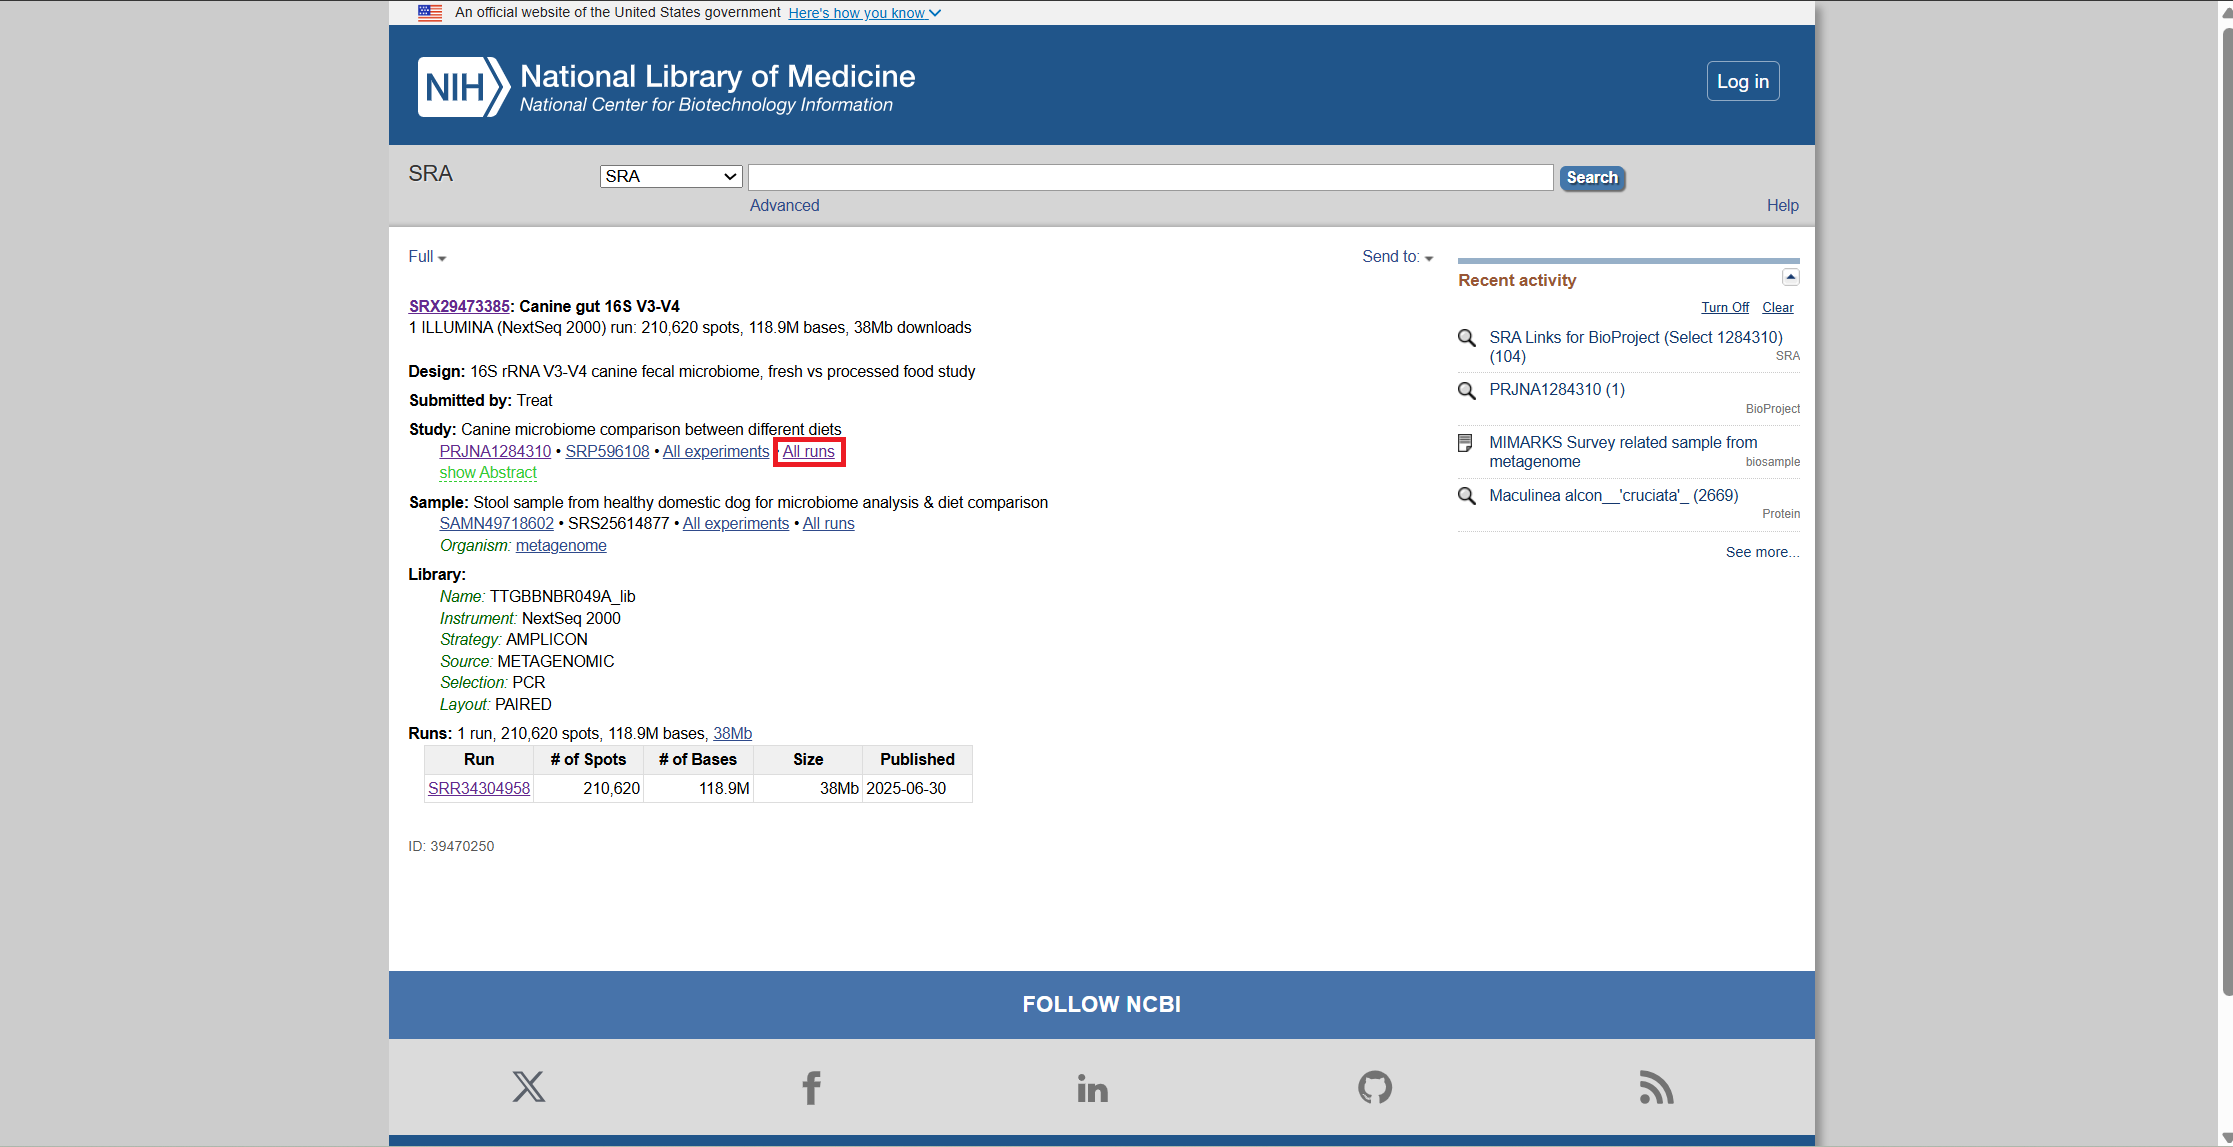 An official website of the United States government Here's how you know
NIH National Library of Medicine
National Center for Biotechnology Information
Log in
SRA SRA Search
Advanced Help
Full Send to:
SRX29473385: Canine gut 16S V3-V4
1 ILLUMINA (NextSeq 2000) run: 210,620 spots, 118.9M bases, 38Mb downloads
Design: 16S rRNA V3-V4 canine fecal microbiome, fresh vs processed food study
Submitted by: Treat
Study: Canine microbiome comparison between different diets
PRJNA1284310 • SRP596108 • All experiments • All runs
show Abstract
Sample: Stool sample from healthy domestic dog for microbiome analysis & diet comparison
SAMN49718602 • SRS25614877 • All experiments • All runs
Organism: metagenome
Library:
Name: TTGBBNBR049A_lib
Instrument: NextSeq 2000
Strategy: AMPLICON
Source: METAGENOMIC
Selection: PCR
Layout: PAIRED
Runs: 1 run, 210,620 spots, 118.9M bases, 38Mb
Run # of Spots # of Bases Size Published
SRR34304958 210,620 118.9M 38Mb 2025-06-30
ID: 39470250
Recent activity
Turn Off Clear
SRA Links for BioProject (Select 1284310)
(104) SRA
PRJNA1284310 (1)
BioProject
MIMARKS Survey related sample from
metagenome biosample
Maculinea alcon__'cruciata'_ (2669)
Protein
See more...
FOLLOW NCBI